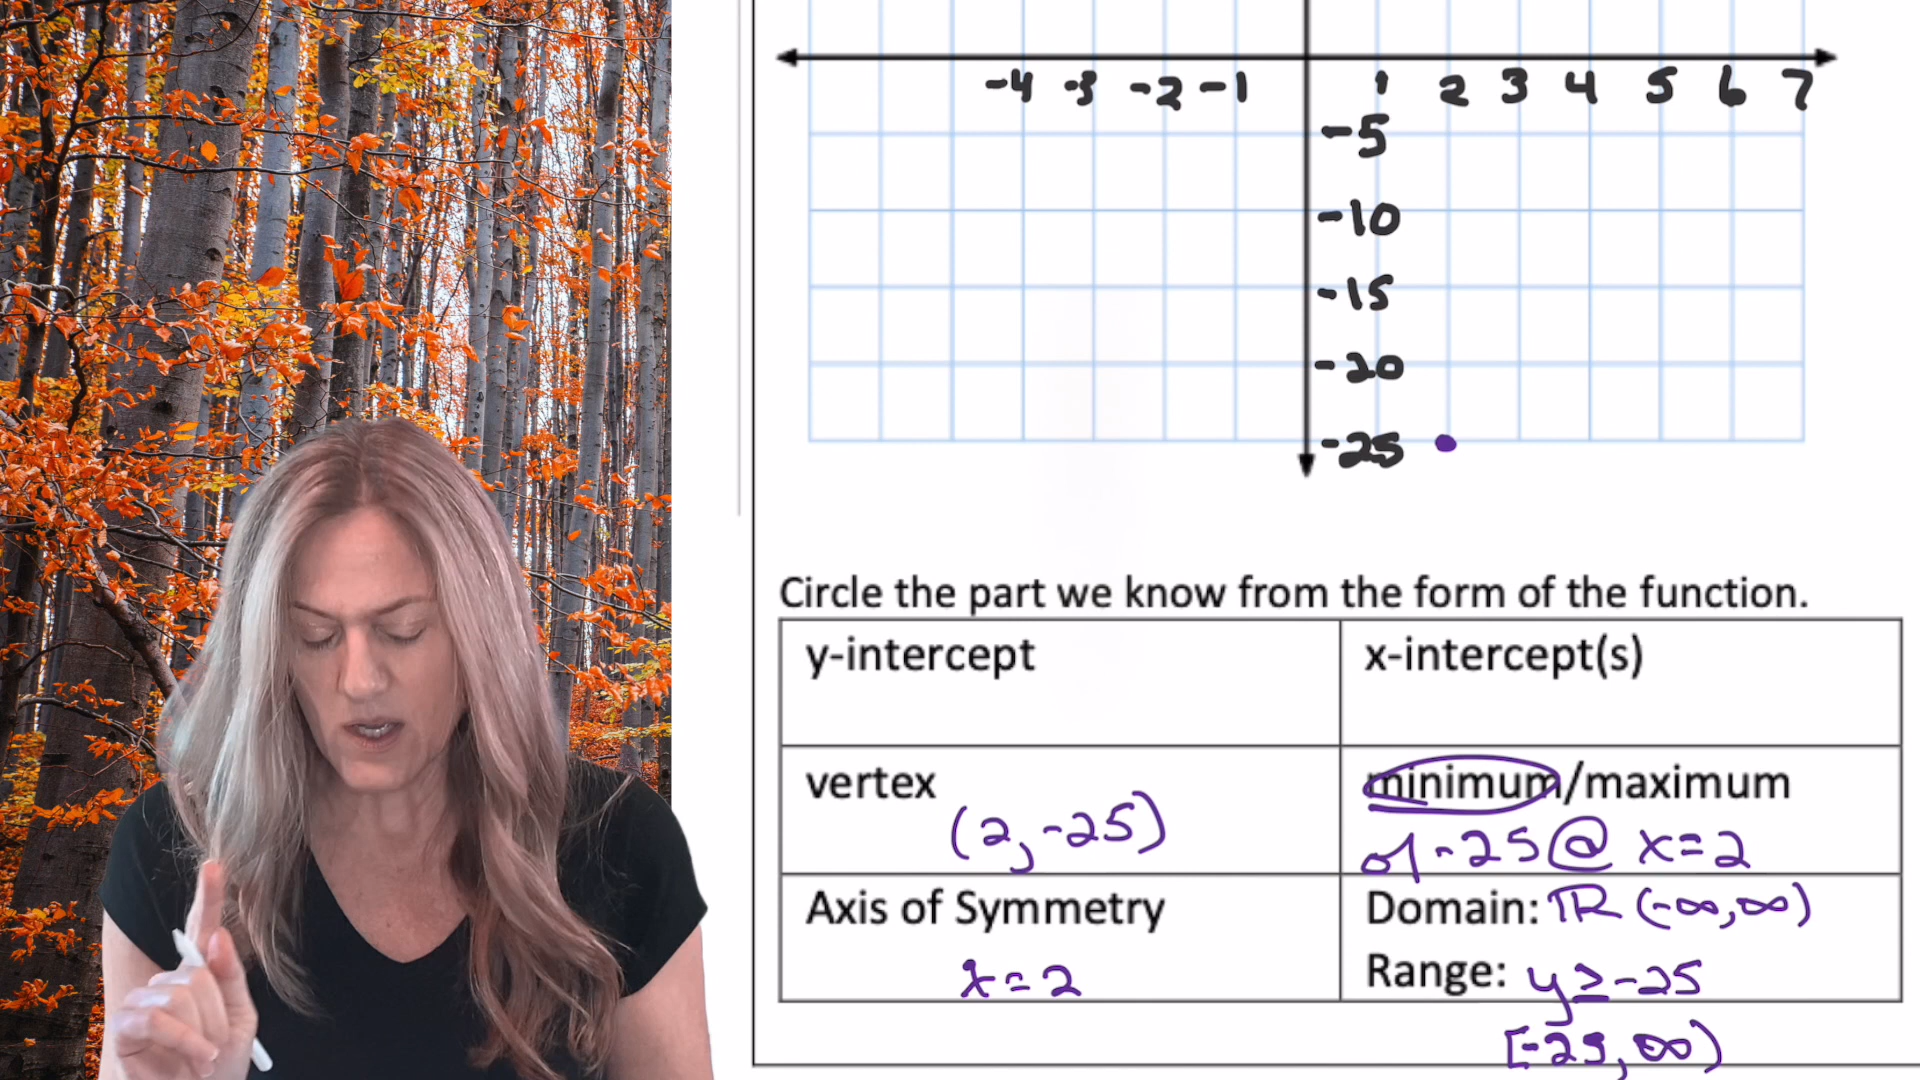 -4 -3 -2 -1 1 2 3 4 5 6 7
-5
-10
-15
-20
-25
Circle the part we know from the form of the function.
y-intercept
x-intercept(s)
vertex
(2, -25)
minimum/maximum
of -25 @ x = 2
Axis of Symmetry
x = 2
Domain: ℝ (-∞, ∞)
Range: y ≥ -25
[-25, ∞)